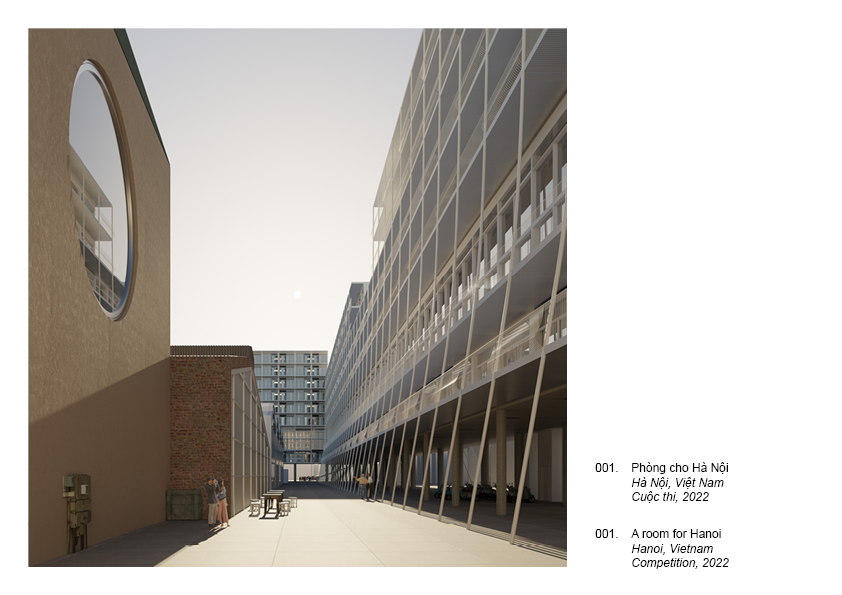 001. Phòng cho Hà Nội
Hà Nội, Việt Nam
Cuộc thi, 2022
001. A room for Hanoi
Hanoi, Vietnam
Competition, 2022